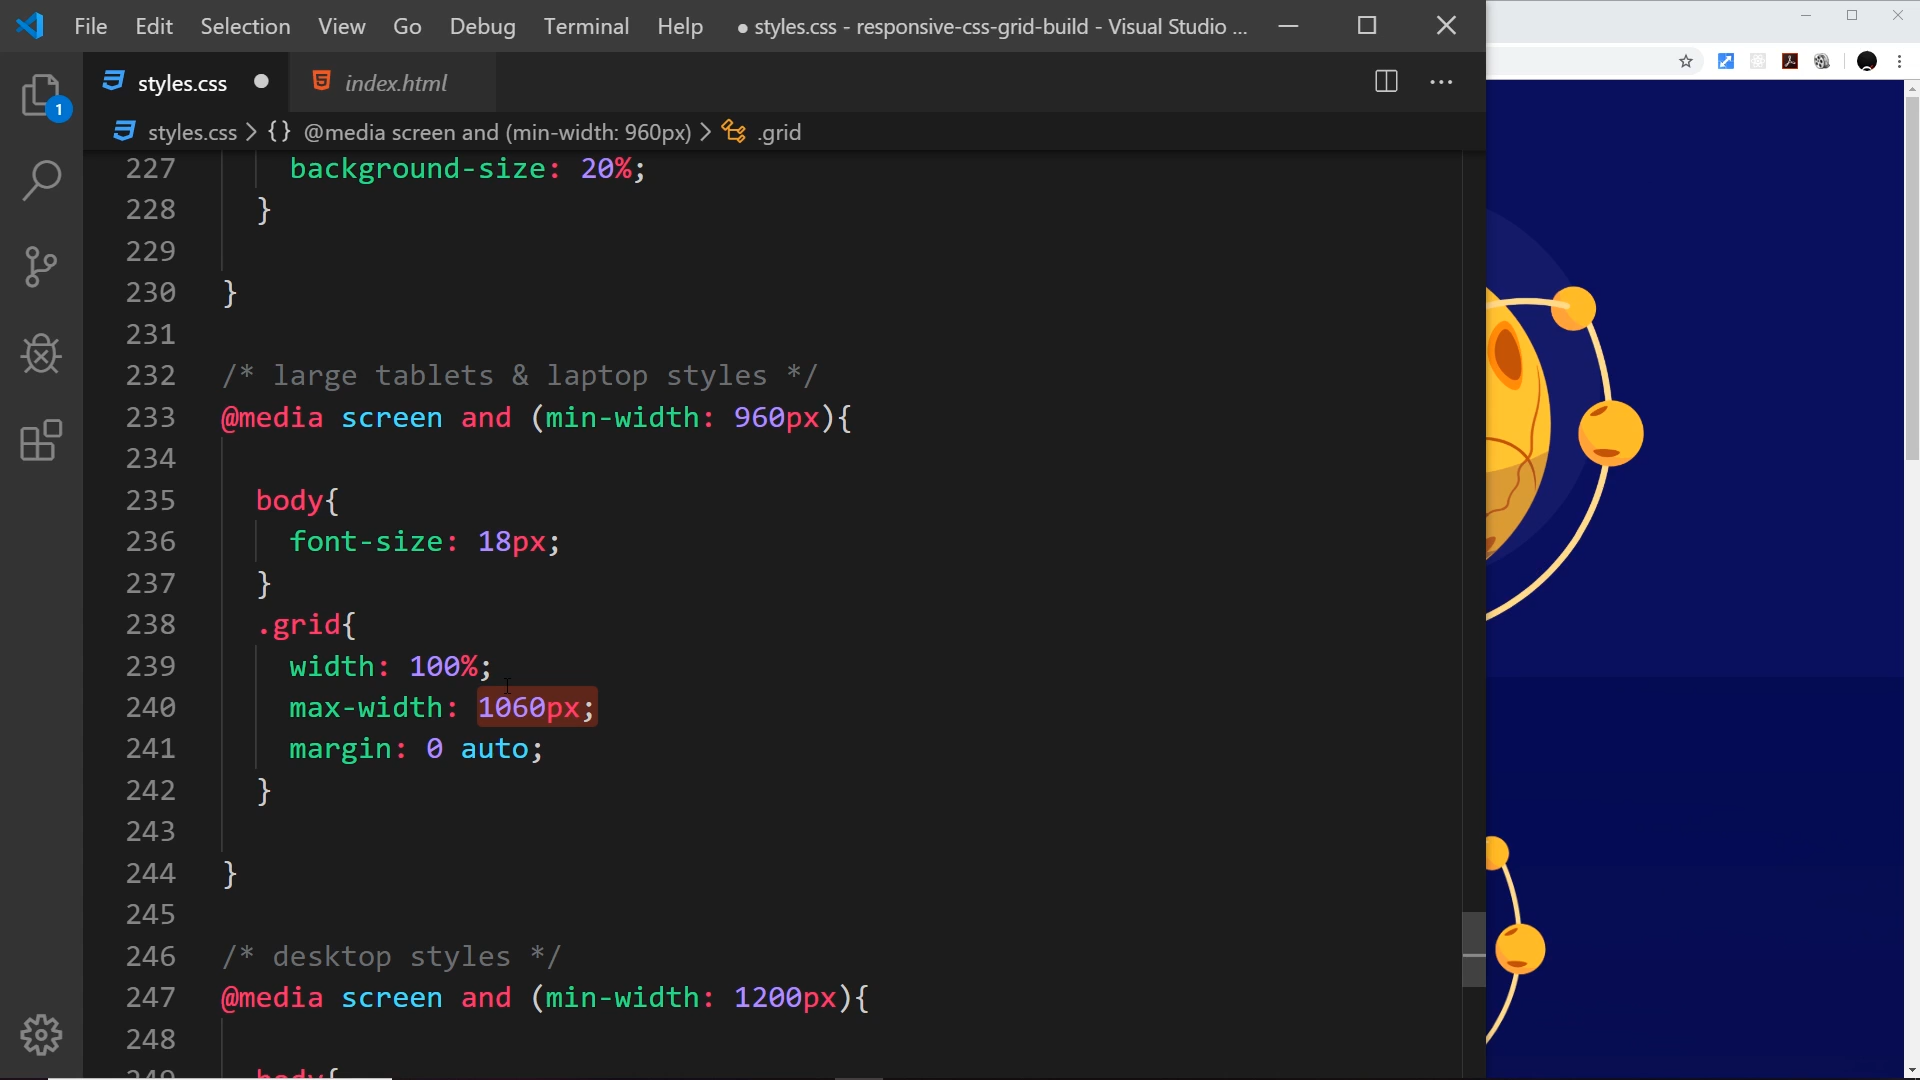 File Edit Selection View Go Debug Terminal Help ● styles.css - responsive-css-grid-build - Visual Studio ...
styles.css ● index.html
1
styles.css > {} @media screen and (min-width: 960px) > .grid
227 background-size: 20%;
228 }
229
230 }
231
232 /* large tablets & laptop styles */
233 @media screen and (min-width: 960px){
234
235 body{
236 font-size: 18px;
237 }
238 .grid{
239 width: 100%;
240 max-width: 1060px;
241 margin: 0 auto;
242 }
243
244 }
245
246 /* desktop styles */
247 @media screen and (min-width: 1200px){
248
249 body{